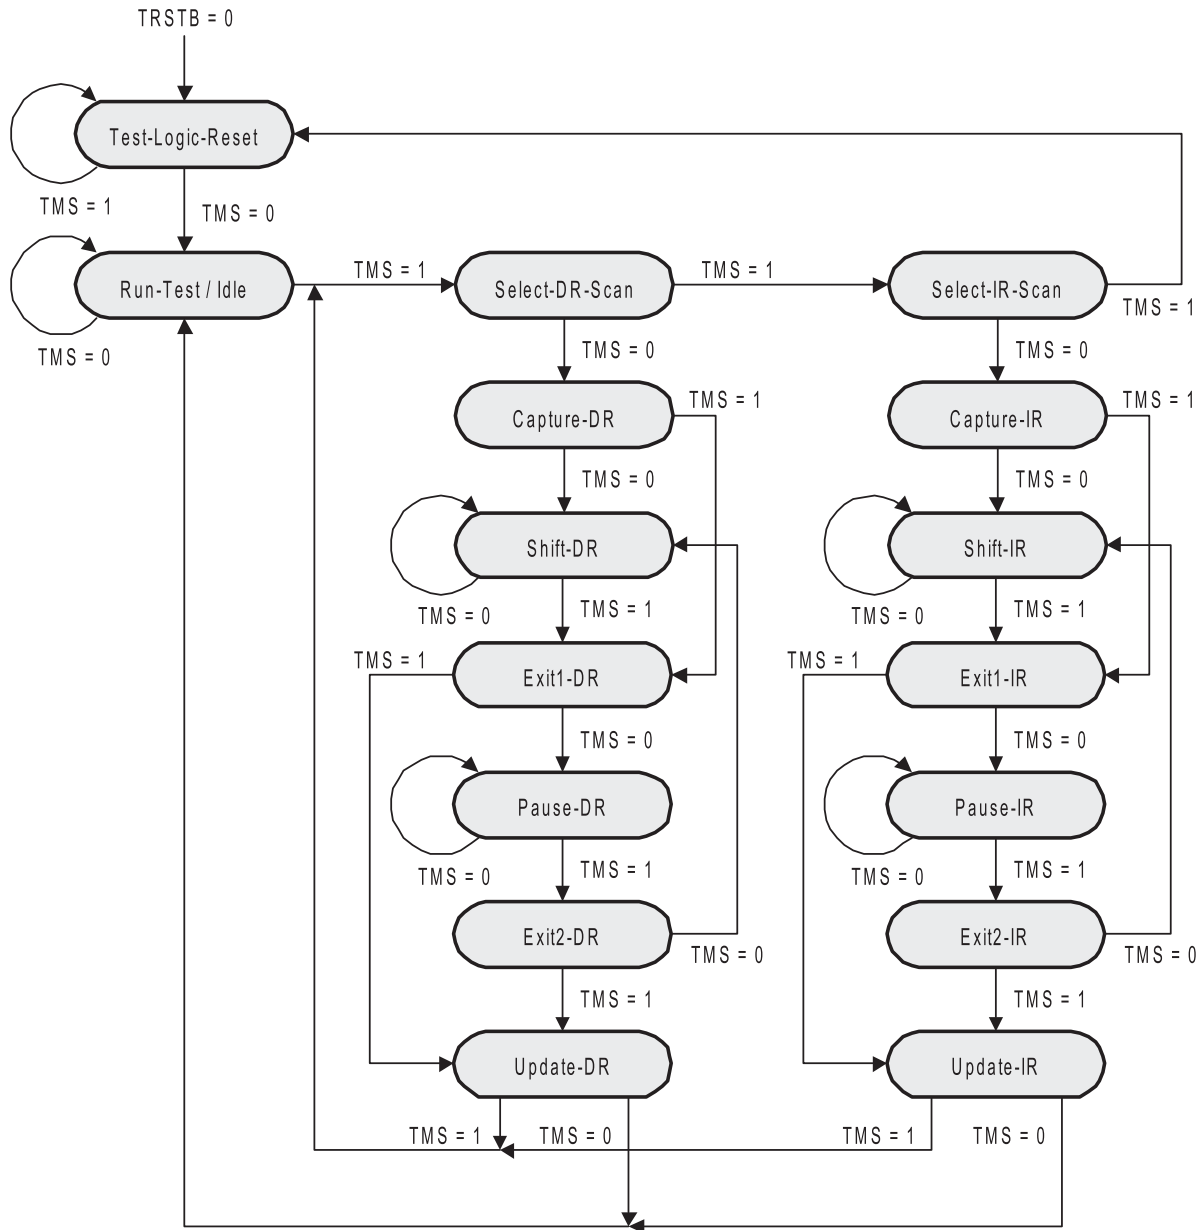 TRSTB = 0
Test-Logic-Reset
TMS = 1
TMS = 0
Run-Test / Idle
TMS = 1
Select-DR-Scan
TMS = 1
Select-IR-Scan
TMS = 1
TMS = 0
TMS = 0
TMS = 0
Capture-DR
TMS = 1
Capture-IR
TMS = 1
TMS = 0
TMS = 0
Shift-DR
Shift-IR
TMS = 0
TMS = 1
TMS = 0
TMS = 1
TMS = 1
Exit1-DR
TMS = 1
Exit1-IR
TMS = 0
TMS = 0
Pause-DR
Pause-IR
TMS = 0
TMS = 1
TMS = 0
TMS = 1
Exit2-DR
TMS = 0
Exit2-IR
TMS = 0
TMS = 1
TMS = 1
Update-DR
Update-IR
TMS = 1
TMS = 0
TMS = 1
TMS = 0